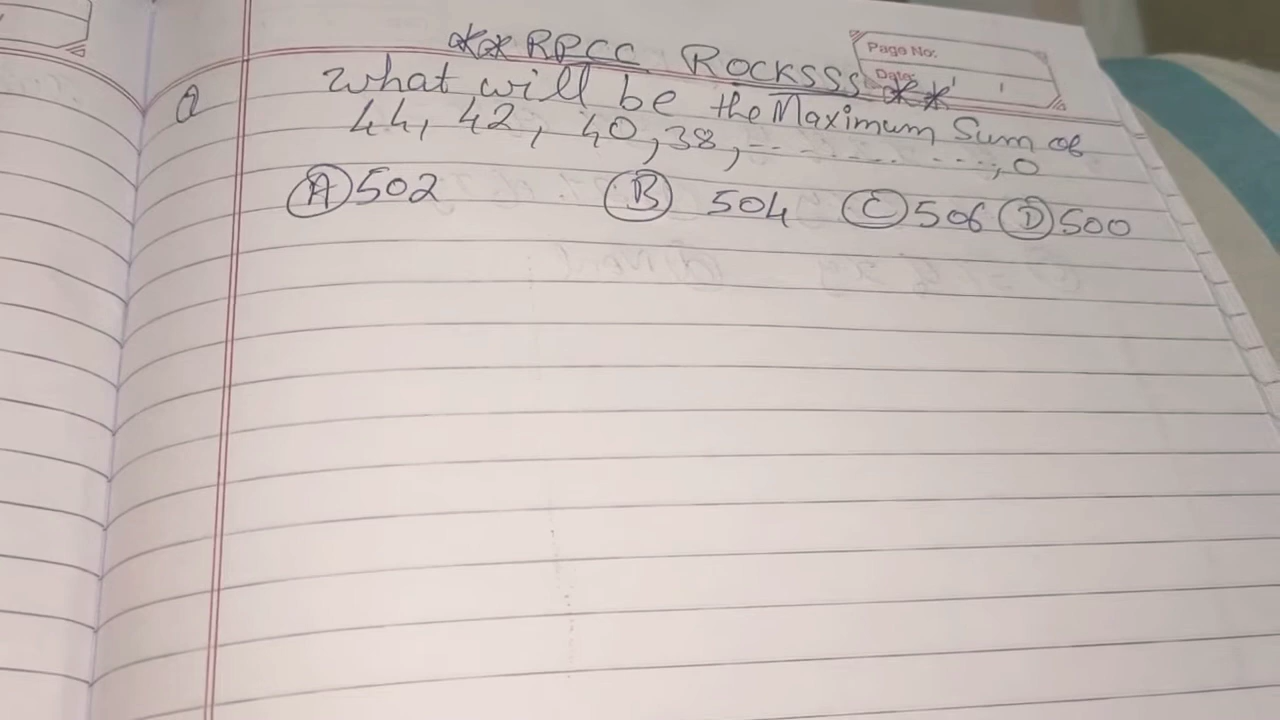 ** RPCC ROCKSSS **
Page No:
Date:
Q What will be the Maximum Sum of
44, 42, 40, 38, ---------------, 0
(A) 502 (B) 504 (C) 506 (D) 500